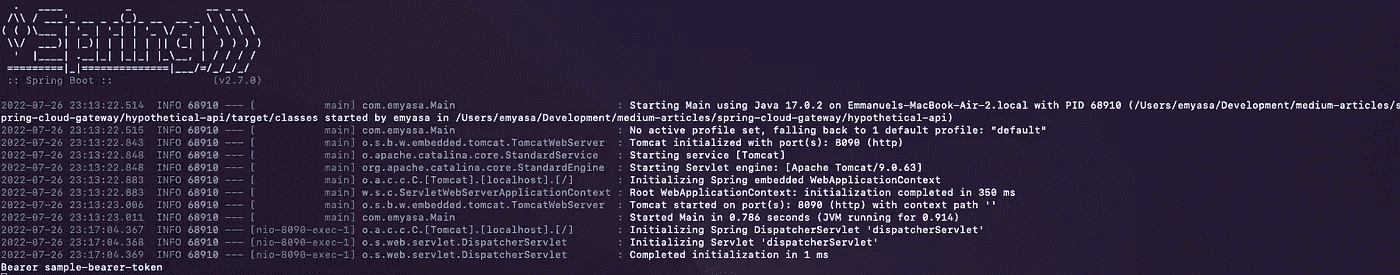 :: Spring Boot :: (v2.7.0)
2022-07-26 23:13:22.514 INFO 68910 --- [ main] com.emyasa.Main : Starting Main using Java 17.0.2 on Emmanuels-MacBook-Air-2.local with PID 68910 (/Users/emyasa/Development/medium-articles/s
pring-cloud-gateway/hypothetical-api/target/classes started by emyasa in /Users/emyasa/Development/medium-articles/spring-cloud-gateway/hypothetical-api)
2022-07-26 23:13:22.515 INFO 68910 --- [ main] com.emyasa.Main : No active profile set, falling back to 1 default profile: "default"
2022-07-26 23:13:22.843 INFO 68910 --- [ main] o.s.b.w.embedded.tomcat.TomcatWebServer : Tomcat initialized with port(s): 8090 (http)
2022-07-26 23:13:22.848 INFO 68910 --- [ main] o.apache.catalina.core.StandardService : Starting service [Tomcat]
2022-07-26 23:13:22.848 INFO 68910 --- [ main] org.apache.catalina.core.StandardEngine : Starting Servlet engine: [Apache Tomcat/9.0.63]
2022-07-26 23:13:22.883 INFO 68910 --- [ main] o.a.c.c.C.[Tomcat].[localhost].[/] : Initializing Spring embedded WebApplicationContext
2022-07-26 23:13:22.883 INFO 68910 --- [ main] w.s.c.ServletWebServerApplicationContext : Root WebApplicationContext: initialization completed in 350 ms
2022-07-26 23:13:23.006 INFO 68910 --- [ main] o.s.b.w.embedded.tomcat.TomcatWebServer : Tomcat started on port(s): 8090 (http) with context path ''
2022-07-26 23:13:23.011 INFO 68910 --- [ main] com.emyasa.Main : Started Main in 0.786 seconds (JVM running for 0.914)
2022-07-26 23:17:04.367 INFO 68910 --- [nio-8090-exec-1] o.a.c.c.C.[Tomcat].[localhost].[/] : Initializing Spring DispatcherServlet 'dispatcherServlet'
2022-07-26 23:17:04.368 INFO 68910 --- [nio-8090-exec-1] o.s.web.servlet.DispatcherServlet : Initializing Servlet 'dispatcherServlet'
2022-07-26 23:17:04.369 INFO 68910 --- [nio-8090-exec-1] o.s.web.servlet.DispatcherServlet : Completed initialization in 1 ms
Bearer sample-bearer-token